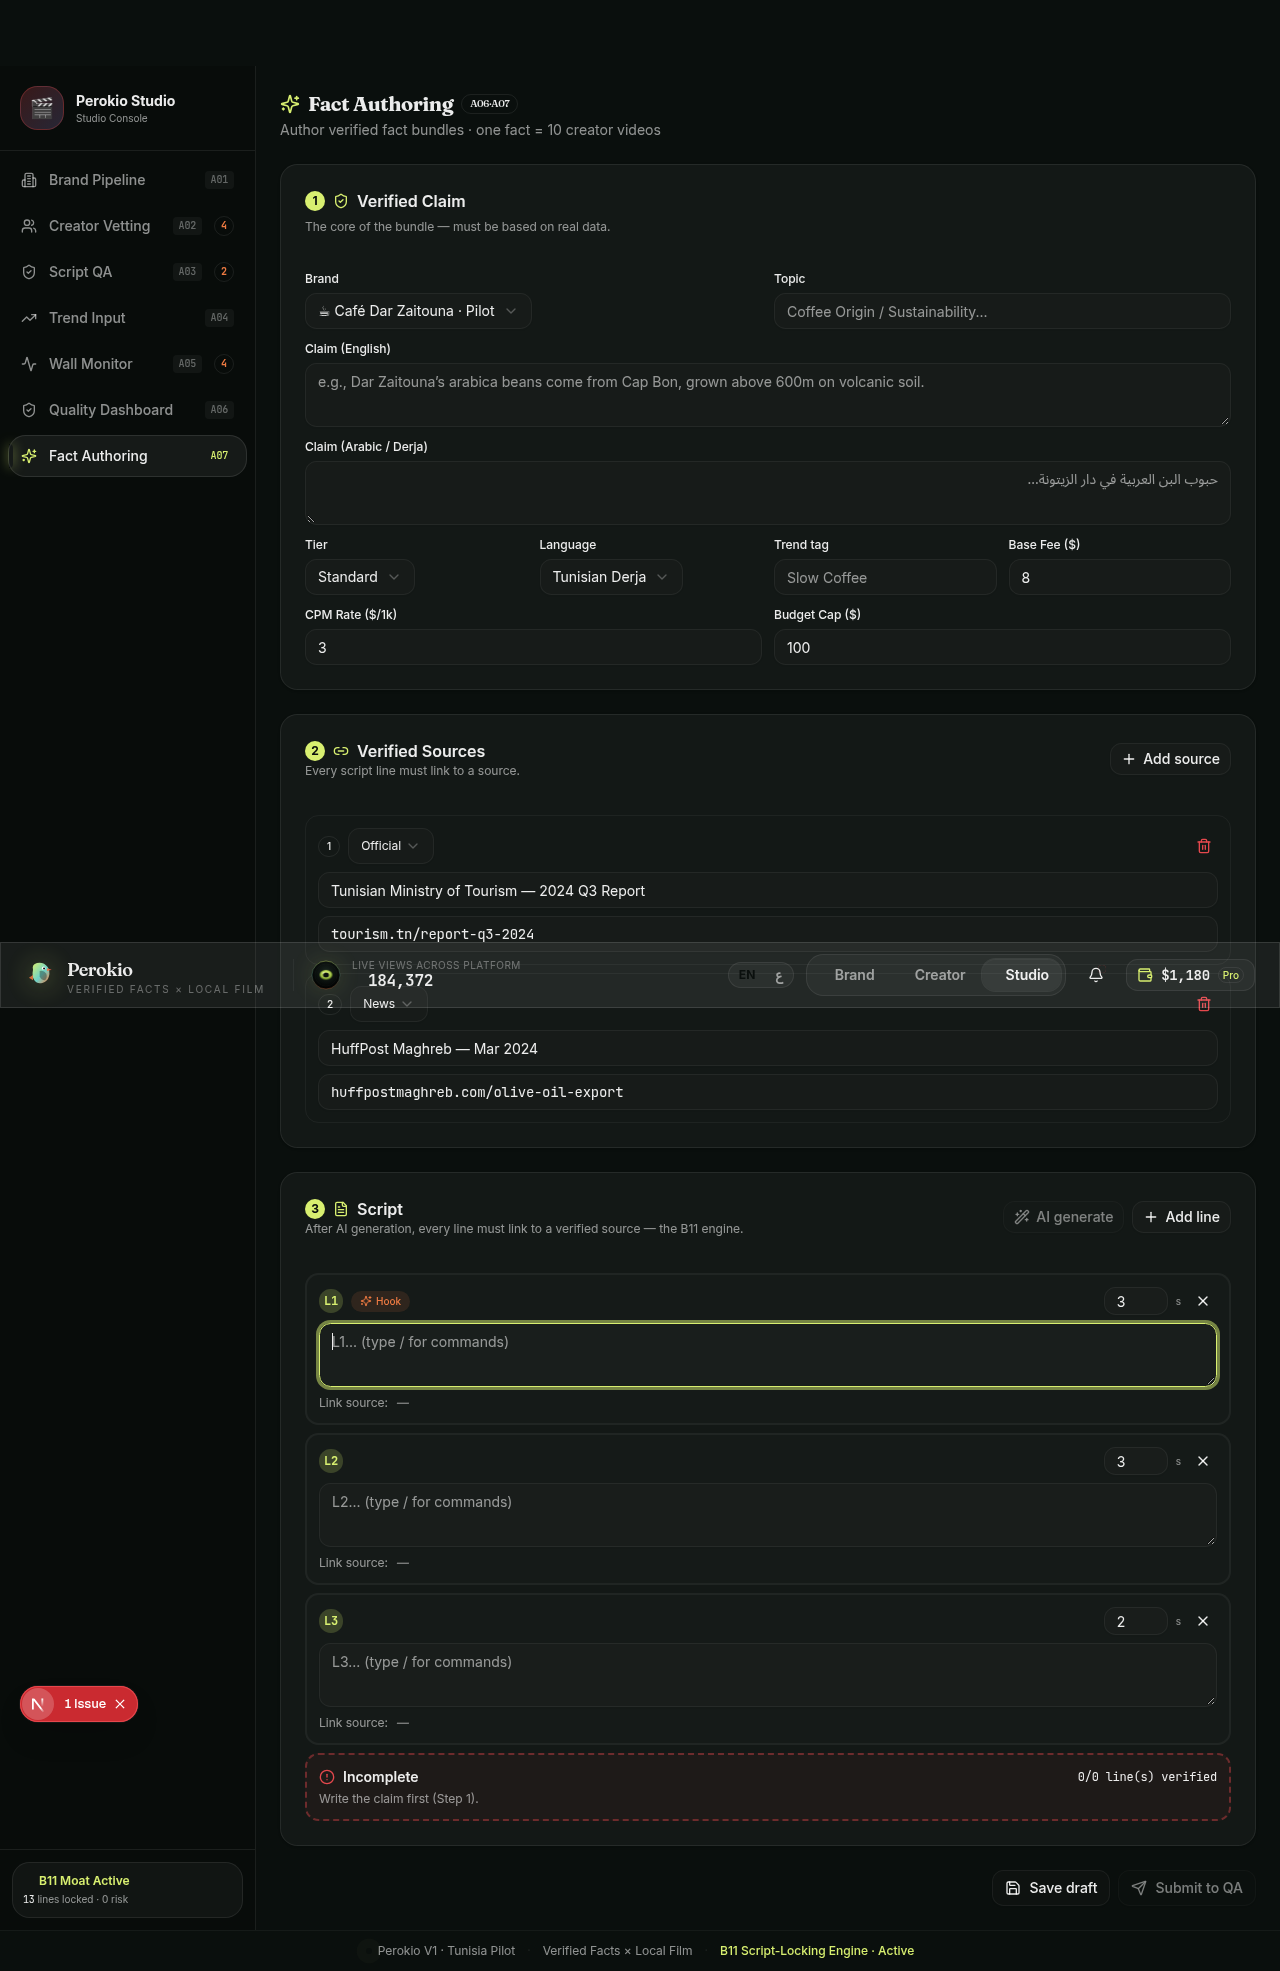 Perokio Studio
Studio Console
Brand Pipeline A01
Creator Vetting A02 4
Script QA A03 2
Trend Input A04
Wall Monitor A05 4
Quality Dashboard A06
Fact Authoring A07
Fact Authoring A06-A07
Author verified fact bundles · one fact = 10 creator videos
1 Verified Claim
The core of the bundle — must be based on real data.
Brand Topic
Café Dar Zaitouna · Pilot Coffee Origin / Sustainability...
Claim (English)
e.g., Dar Zaitouna's arabica beans come from Cap Bon, grown above 600m on volcanic soil.
Claim (Arabic / Derja)
حبوب البن العربية في دار الزيتونة...
Tier Language Trend tag Base Fee ($)
Standard Tunisian Derja Slow Coffee 8
CPM Rate ($/1k) Budget Cap ($)
3 100
2 Verified Sources
Every script line must link to a source.
Add source
1 Official
Tunisian Ministry of Tourism — 2024 Q3 Report
tourism.tn/report-q3-2024
Perokio
VERIFIED FACTS × LOCAL FILM
LIVE VIEWS ACROSS PLATFORM
184,372
EN ع
Brand Creator Studio
$1,180 Pro
2 News
HuffPost Maghreb — Mar 2024
huffpostmaghreb.com/olive-oil-export
3 Script
After AI generation, every line must link to a verified source — the B11 engine.
AI generate Add line
L1 Hook 3 s
L1... (type / for commands)
Link source: —
L2 3 s
L2... (type / for commands)
Link source: —
L3 2 s
L3... (type / for commands)
Link source: —
N 1 Issue
Incomplete 0/0 line(s) verified
Write the claim first (Step 1).
B11 Moat Active
13 lines locked · 0 risk
Save draft Submit to QA
Perokio V1 · Tunisia Pilot · Verified Facts × Local Film · B11 Script-Locking Engine · Active